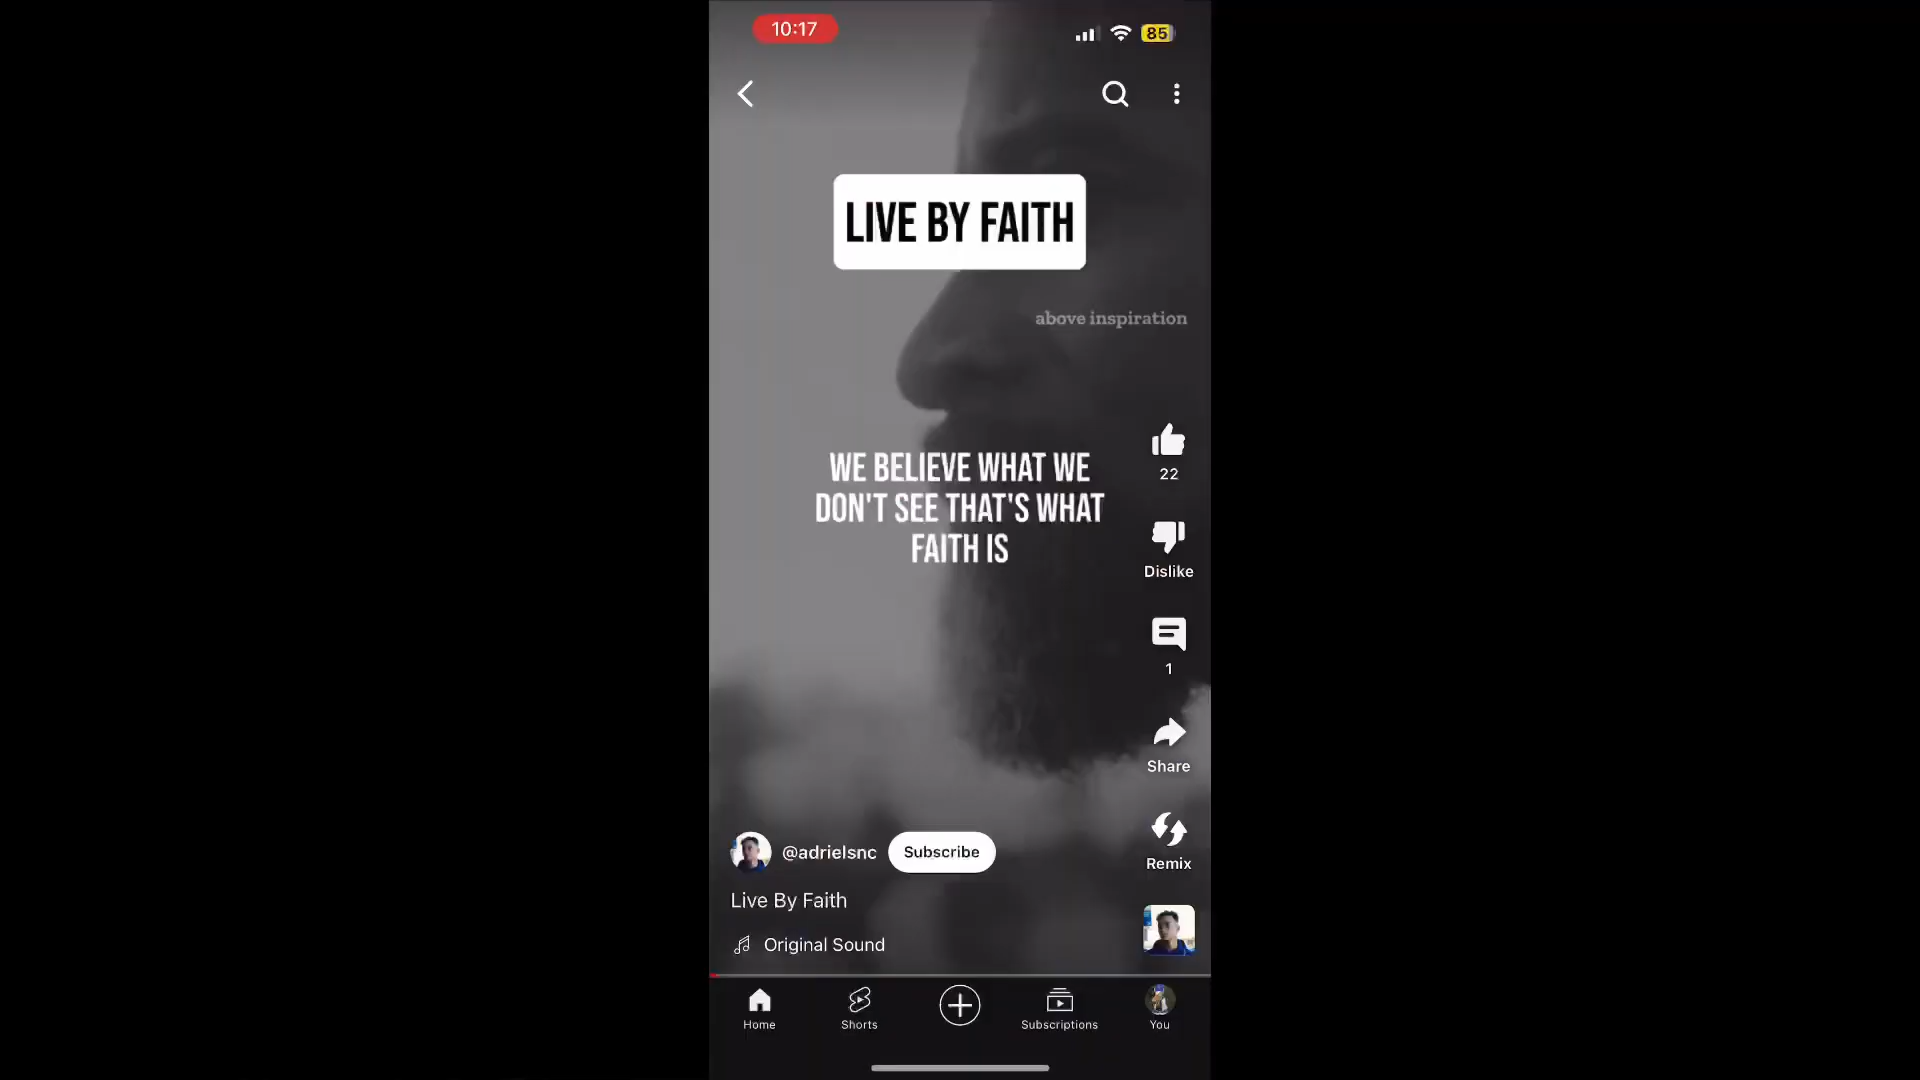 10:17
85
LIVE BY FAITH
above inspiration
WE BELIEVE WHAT WE
DON'T SEE THAT'S WHAT
FAITH IS
22
Dislike
1
Share
Remix
@adrielsnc
Subscribe
Live By Faith
Original Sound
Home
Shorts
Subscriptions
You